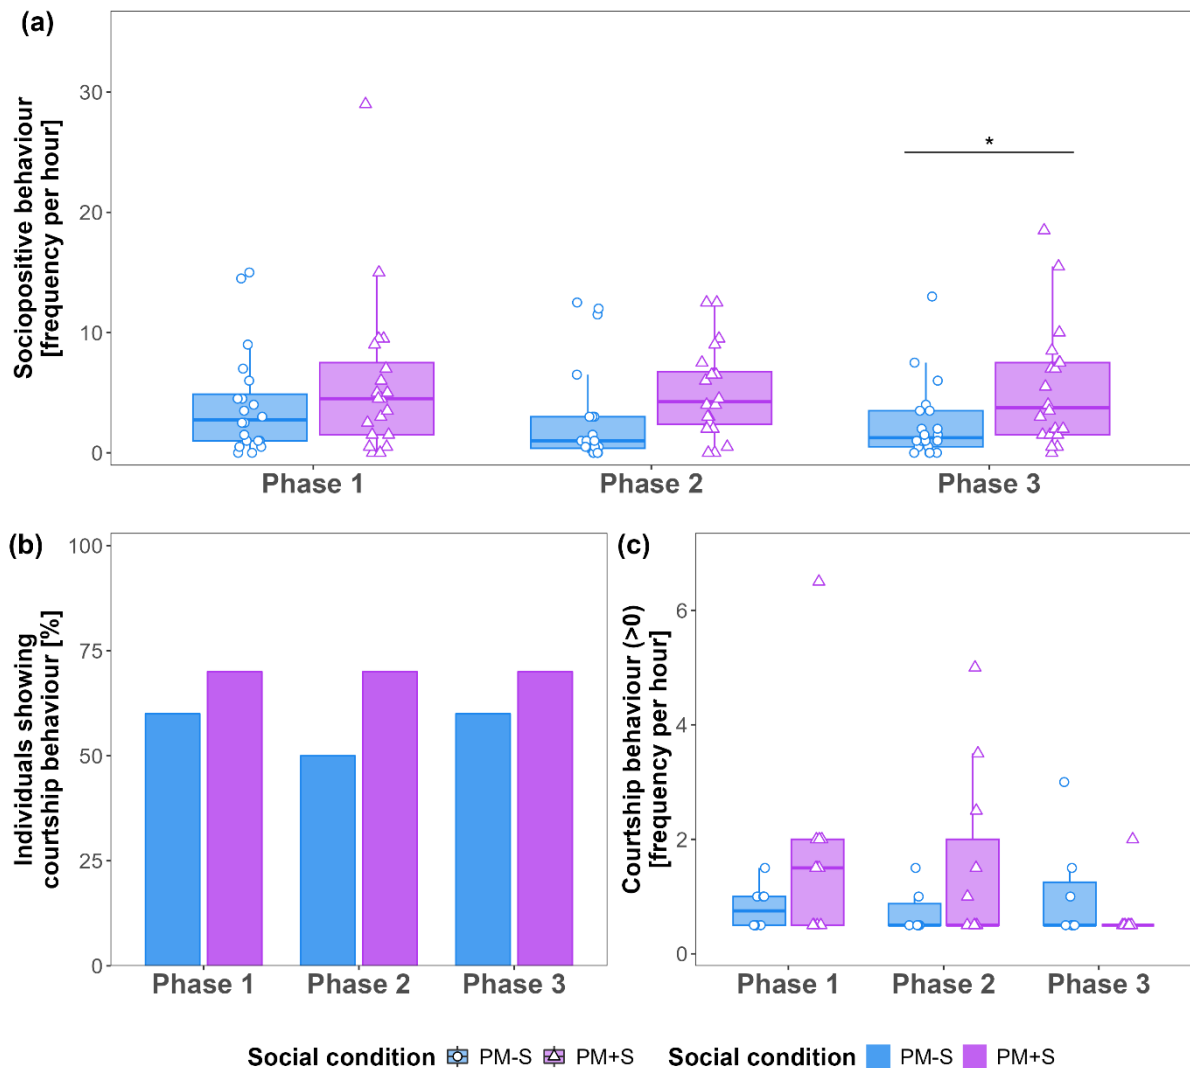 (a)
Sociopositive behaviour
[frequency per hour]
30
20
10
0
*
Phase 1
Phase 2
Phase 3
(b)
Individuals showing
courtship behaviour [%]
100
75
50
25
0
Phase 1
Phase 2
Phase 3
(c)
Courtship behaviour (>0)
[frequency per hour]
6
4
2
0
Phase 1
Phase 2
Phase 3
Social condition PM-S PM+S
Social condition PM-S PM+S